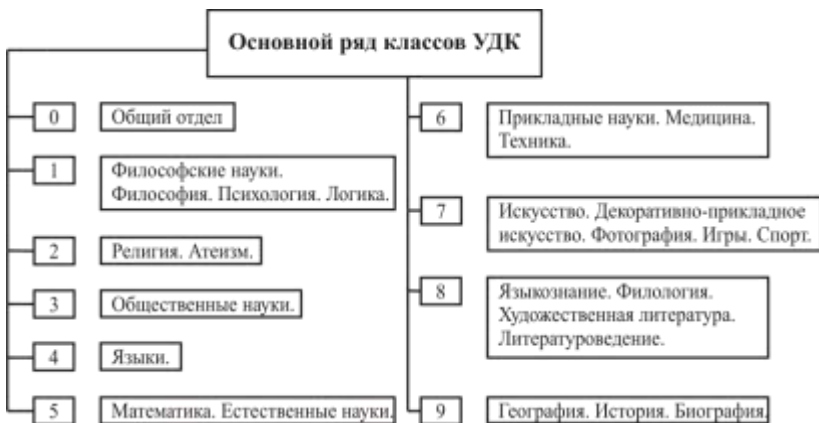 Основной ряд классов УДК
0 Общий отдел
1 Философские науки.
Философия. Психология. Логика.
2 Религия. Атеизм.
3 Общественные науки.
4 Языки.
5 Математика. Естественные науки.
6 Прикладные науки. Медицина.
Техника.
7 Искусство. Декоративно-прикладное
искусство. Фотография. Игры. Спорт.
8 Языкознание. Филология.
Художественная литература.
Литературоведение.
9 География. История. Биография.